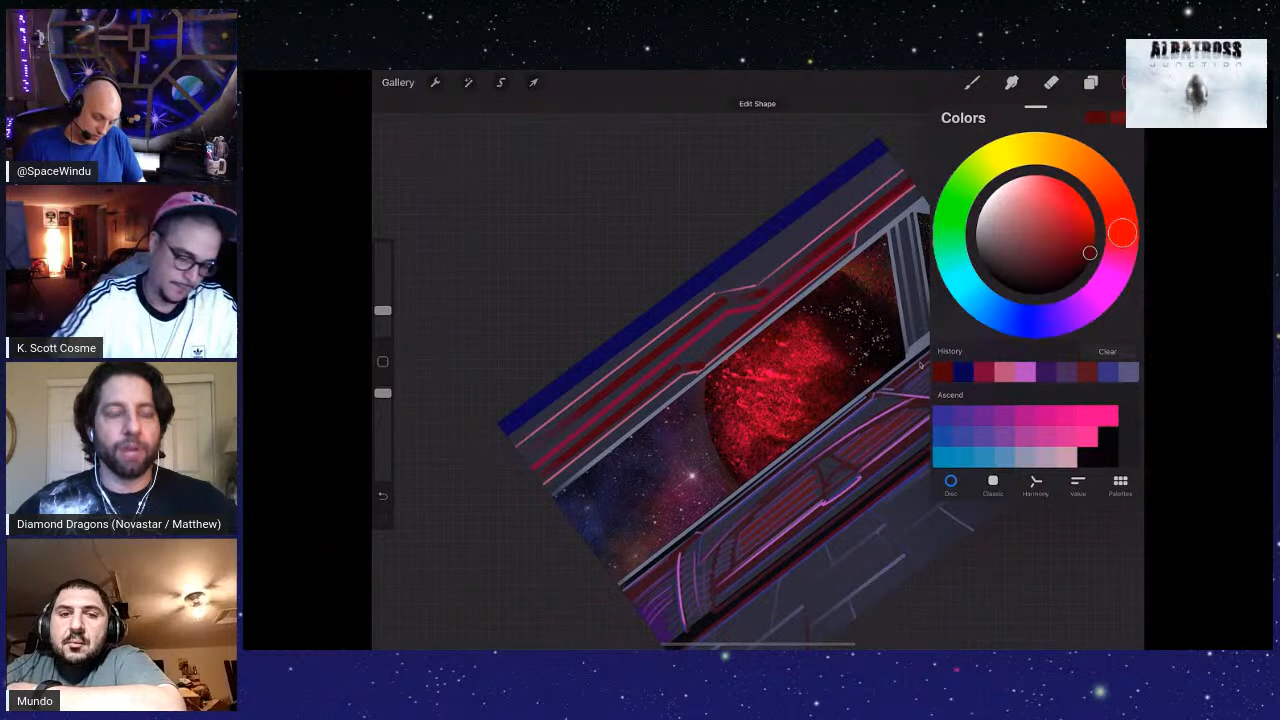 @SpaceWindu
K. Scott Cosme
Diamond Dragons (Novastar / Matthew)
Mundo
Gallery
Edit Shape
Colors
History
Clear
Ascend
Disc
Classic
Harmony
Value
Palettes
ALBATROSS
JUNCTION